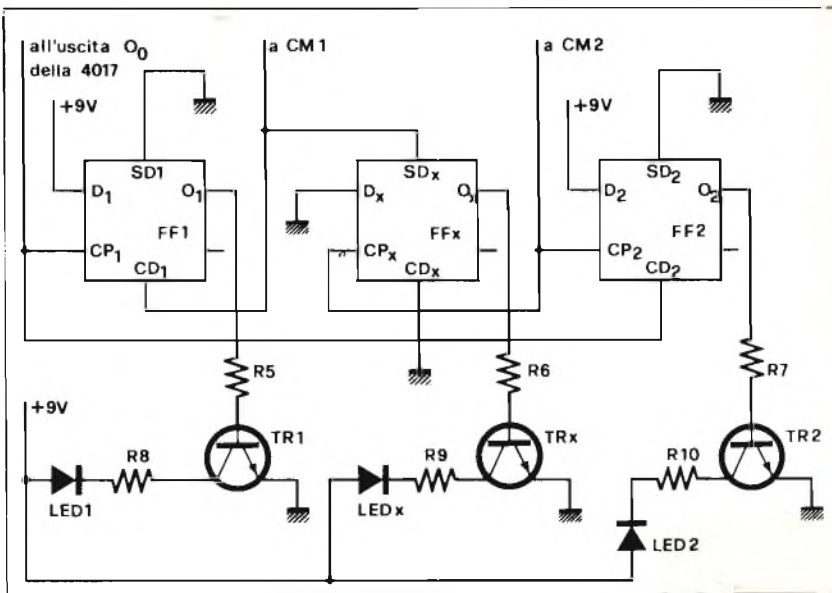 all'uscita O0
della 4017
a CM1
a CM2
+9V
+9V
SD1
D1
O1
FF1
CP1
CD1
SDx
Dx
Ox
FFx
CPx
CDx
SD2
D2
O2
FF2
CP2
CD2
R5
R6
R7
+9V
TR1
TRx
TR2
R8
R9
R10
LED1
LEDx
LED2